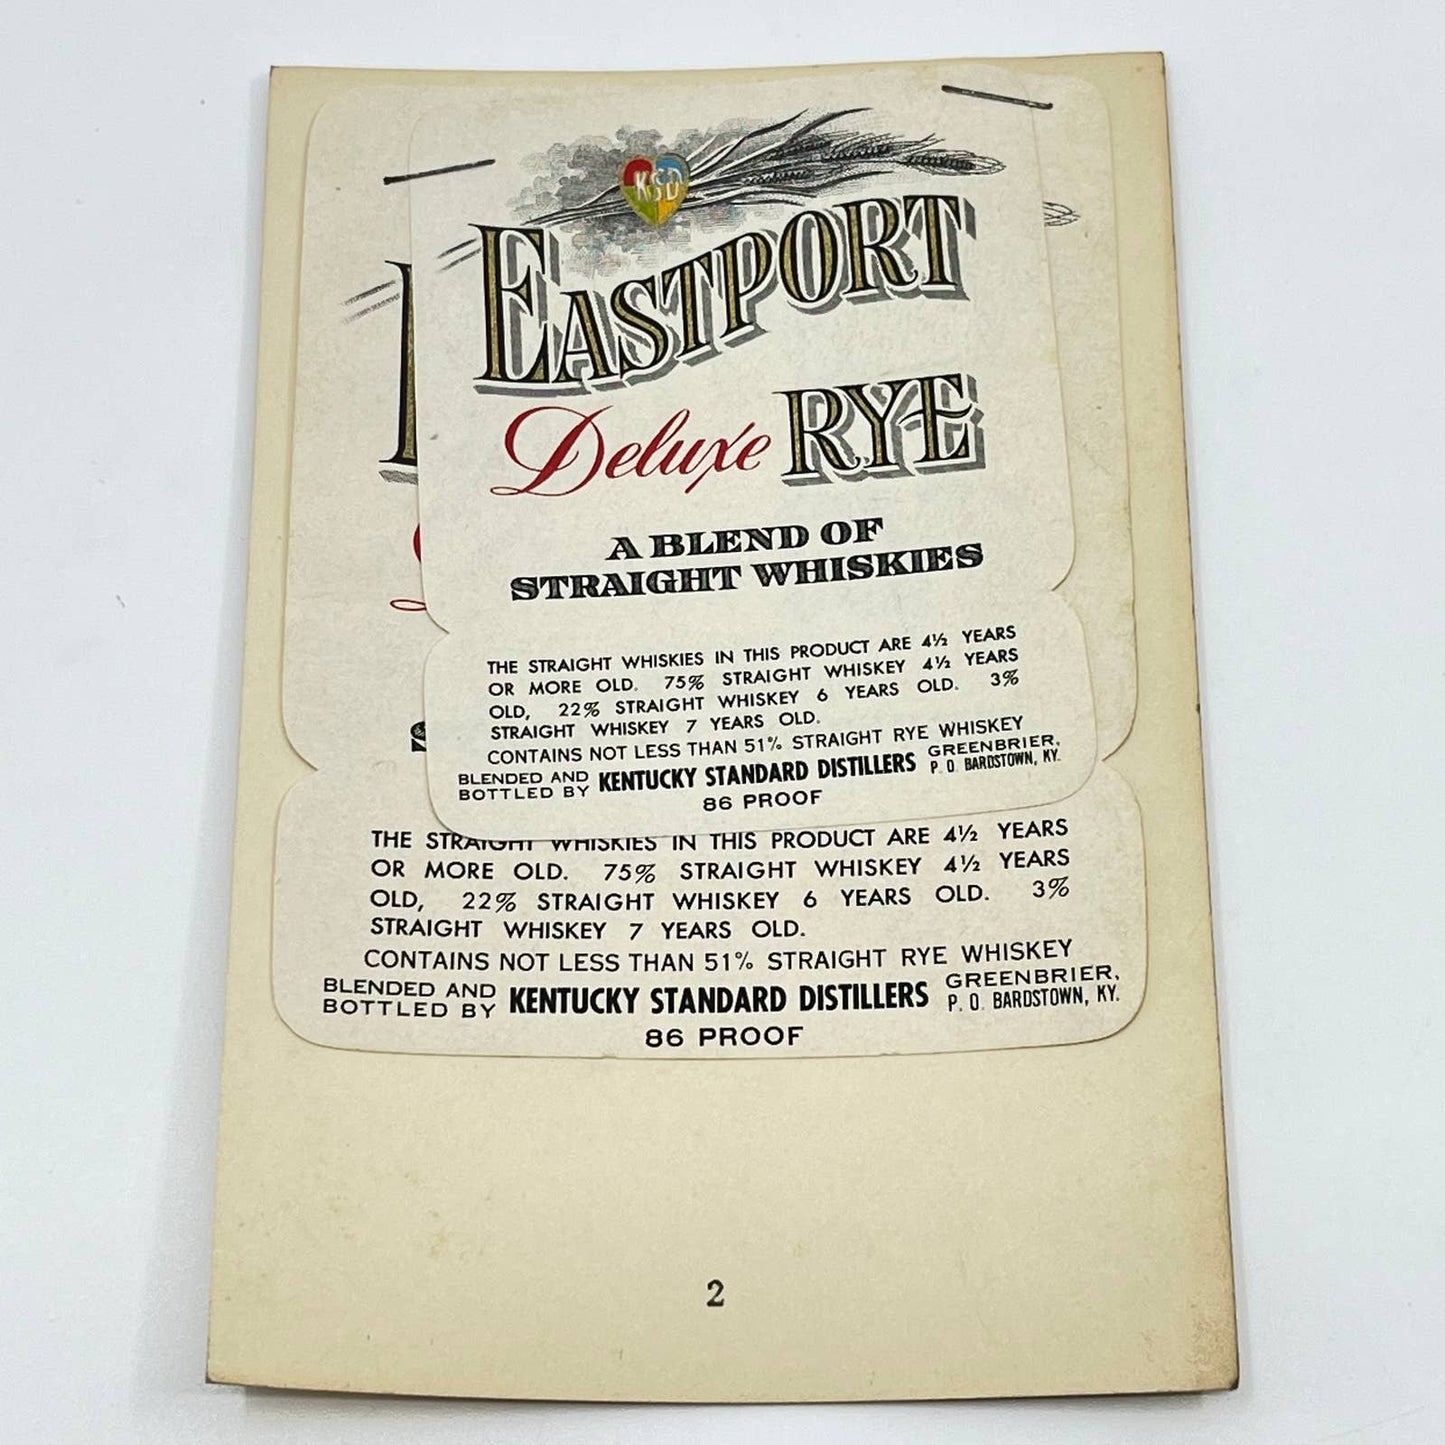 KSD
EASTPORT
Deluxe RYE
A BLEND OF
STRAIGHT WHISKIES
THE STRAIGHT WHISKIES IN THIS PRODUCT ARE 4½ YEARS
OR MORE OLD. 75% STRAIGHT WHISKEY 4½ YEARS
OLD, 22% STRAIGHT WHISKEY 6 YEARS OLD. 3%
STRAIGHT WHISKEY 7 YEARS OLD.
CONTAINS NOT LESS THAN 51% STRAIGHT RYE WHISKEY
BLENDED AND
BOTTLED BY KENTUCKY STANDARD DISTILLERS GREENBRIER,
P. O. BARDSTOWN, KY.
86 PROOF
THE STRAIGHT WHISKIES IN THIS PRODUCT ARE 4½ YEARS
OR MORE OLD. 75% STRAIGHT WHISKEY 4½ YEARS
OLD, 22% STRAIGHT WHISKEY 6 YEARS OLD. 3%
STRAIGHT WHISKEY 7 YEARS OLD.
CONTAINS NOT LESS THAN 51% STRAIGHT RYE WHISKEY
BLENDED AND
BOTTLED BY KENTUCKY STANDARD DISTILLERS GREENBRIER,
P. O. BARDSTOWN, KY.
86 PROOF
2